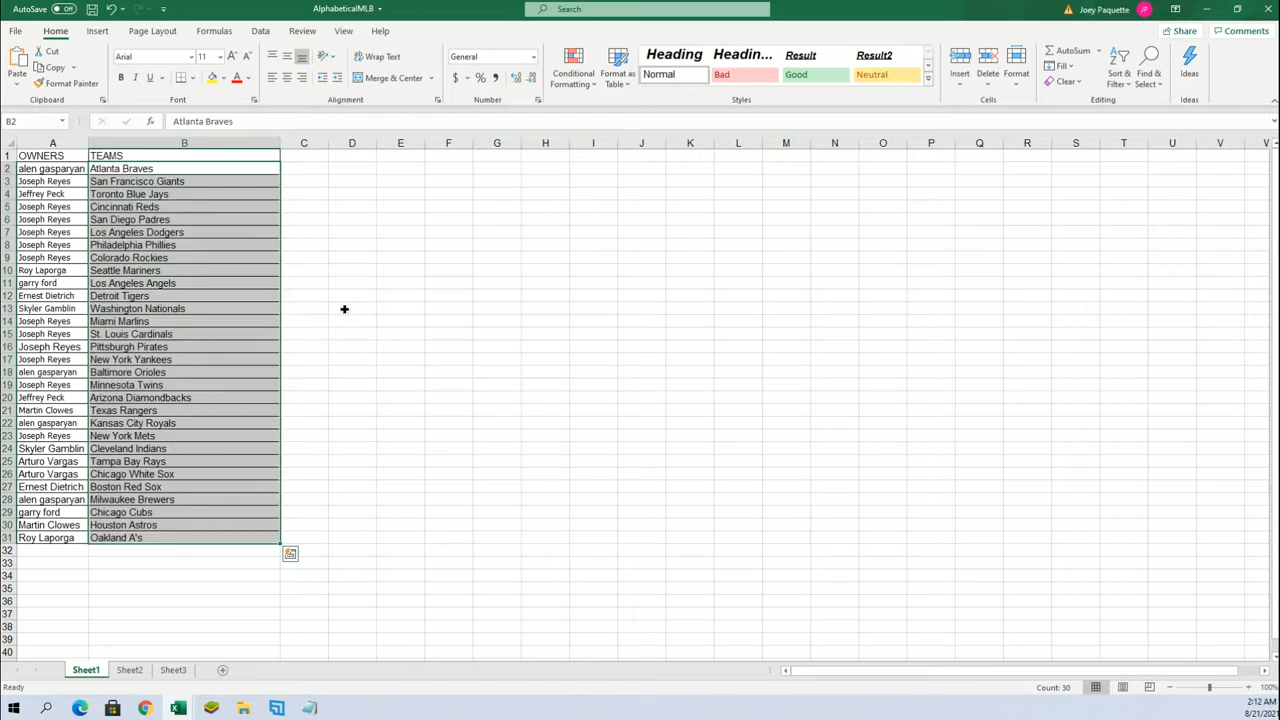 AutoSave Off AlphabeticalMLB Search Joey Paquette JP
File Home Insert Page Layout Formulas Data Review View Help Share Comments
Paste Cut Copy Format Painter Clipboard
Arial 11 A A B I U A Font
Wrap Text Merge & Center Alignment
General $ % , Number
Conditional Formatting Format as Table
Heading Headin... Result Result2
Normal Bad Good Neutral
Styles
Insert Delete Format Cells
AutoSum Fill Clear Sort & Filter Find & Select Editing
Ideas Ideas
B2 fx Atlanta Braves
A B C D E F G H I J K L M N O P Q R S T U V W
1 OWNERS TEAMS
2 alen gasparyan Atlanta Braves
3 Joseph Reyes San Francisco Giants
4 Jeffrey Peck Toronto Blue Jays
5 Joseph Reyes Cincinnati Reds
6 Joseph Reyes San Diego Padres
7 Joseph Reyes Los Angeles Dodgers
8 Joseph Reyes Philadelphia Phillies
9 Joseph Reyes Colorado Rockies
10 Roy Laporga Seattle Mariners
11 garry ford Los Angeles Angels
12 Ernest Dietrich Detroit Tigers
13 Skyler Gamblin Washington Nationals
14 Joseph Reyes Miami Marlins
15 Joseph Reyes St. Louis Cardinals
16 Joseph Reyes Pittsburgh Pirates
17 Joseph Reyes New York Yankees
18 alen gasparyan Baltimore Orioles
19 Joseph Reyes Minnesota Twins
20 Jeffrey Peck Arizona Diamondbacks
21 Martin Clowes Texas Rangers
22 alen gasparyan Kansas City Royals
23 Joseph Reyes New York Mets
24 Skyler Gamblin Cleveland Indians
25 Arturo Vargas Tampa Bay Rays
26 Arturo Vargas Chicago White Sox
27 Ernest Dietrich Boston Red Sox
28 alen gasparyan Milwaukee Brewers
29 garry ford Chicago Cubs
30 Martin Clowes Houston Astros
31 Roy Laporga Oakland A's
32
33
34
35
36
37
38
39
40
Sheet1 Sheet2 Sheet3
Ready Count: 30 100%
2:12 AM